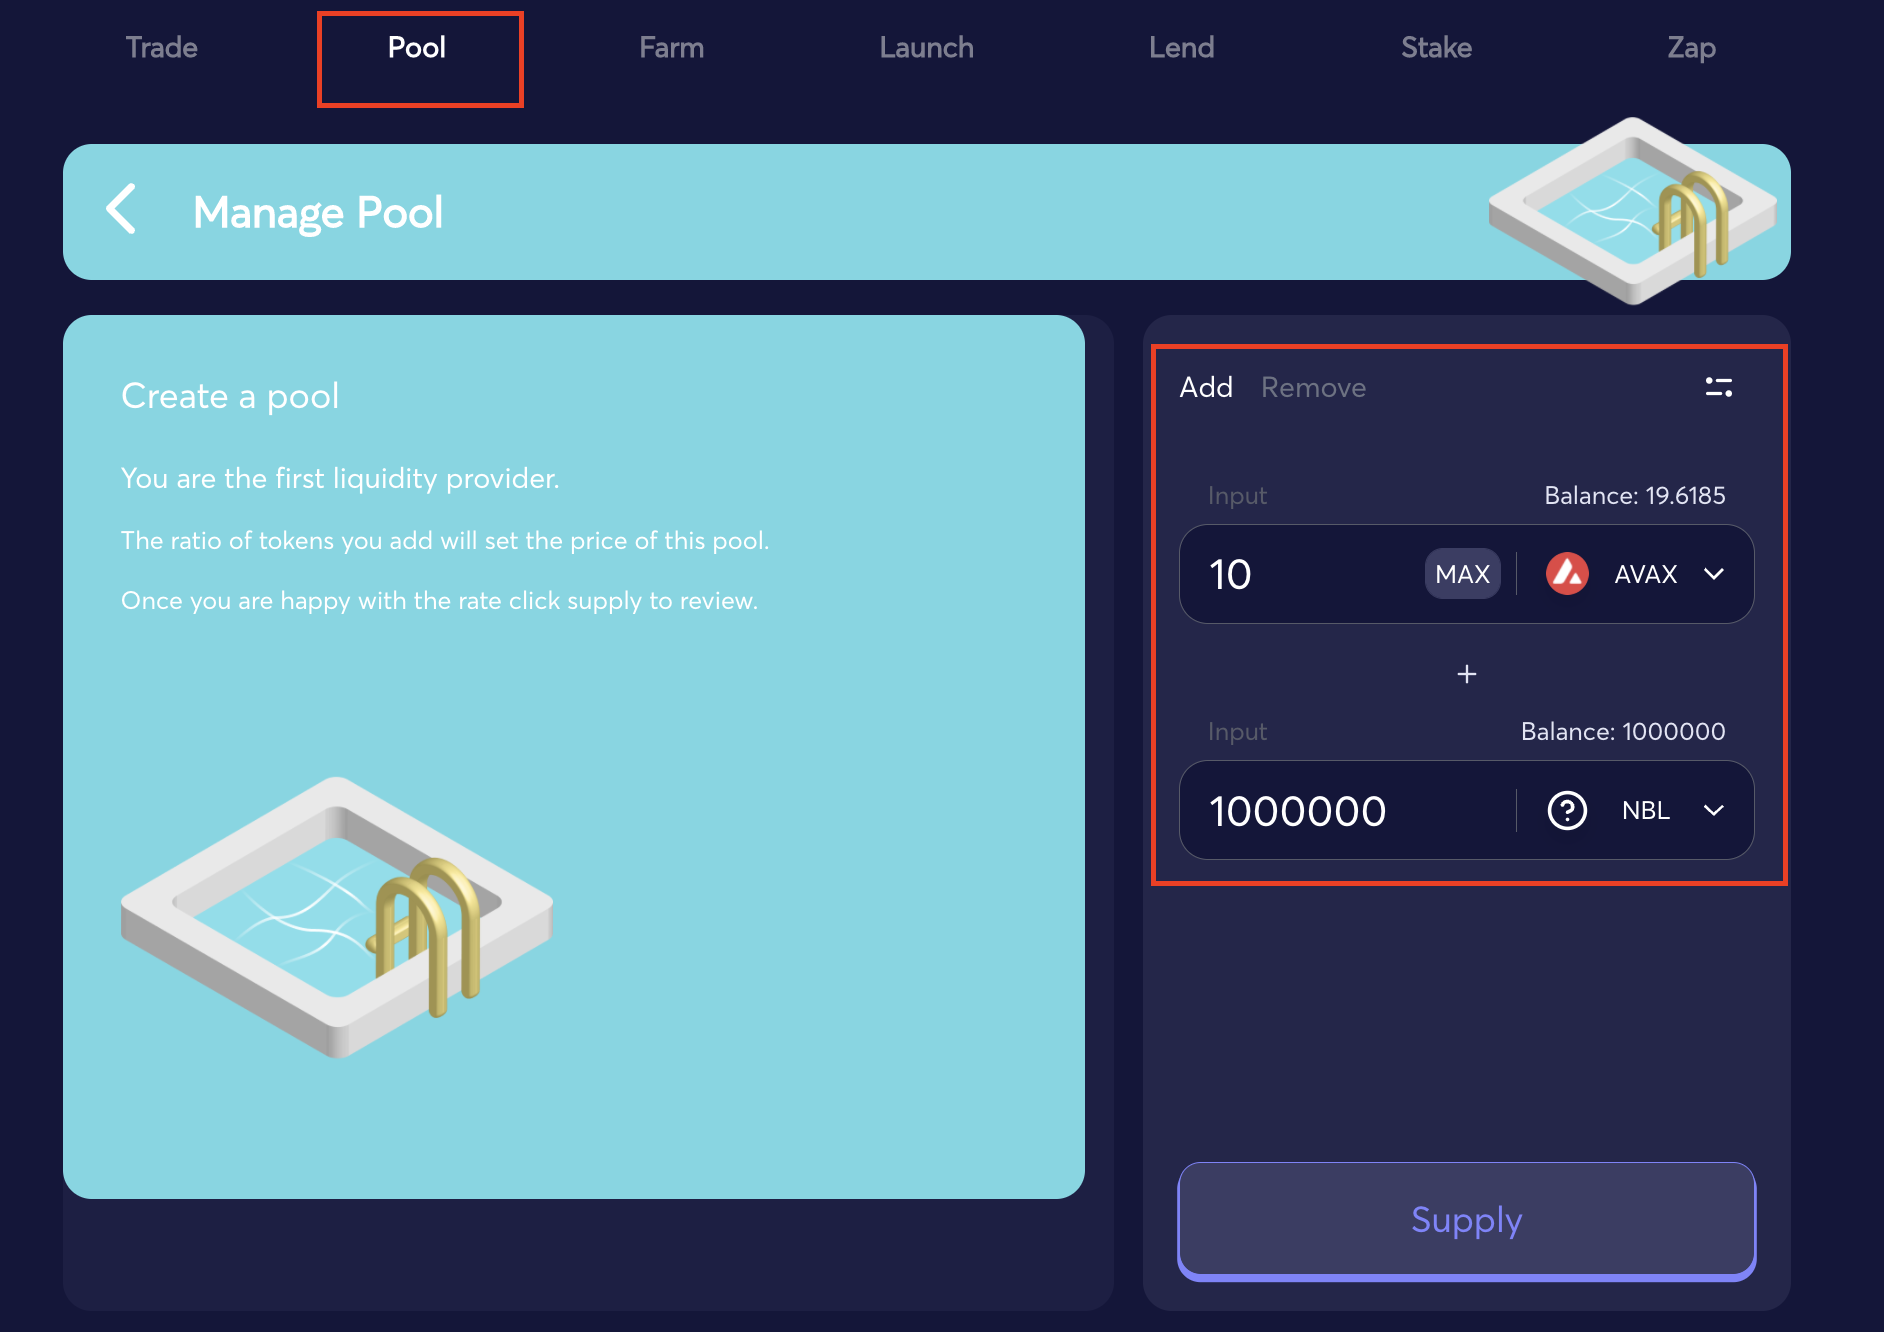 Trade Pool Farm Launch Lend Stake Zap
Manage Pool
Create a pool
You are the first liquidity provider.
The ratio of tokens you add will set the price of this pool.
Once you are happy with the rate click supply to review.
Add Remove
Input Balance: 19.6185
10 MAX AVAX
+
Input Balance: 1000000
1000000 ? NBL
Supply